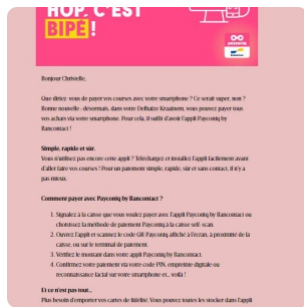 HOP, C'EST
BIPÉ !
Bonjour Christelle,
Que diriez-vous de payer vos courses avec votre smartphone ? Ce serait super, non ?
Bonne nouvelle : désormais, dans votre Delhaize Kraainem, vous pouvez payer tous
vos achats via votre smartphone. Pour cela, il suffit d'avoir l'appli Payconiq by
Bancontact !
Simple, rapide et sûr.
Vous n'utilisez pas encore cette appli ? Téléchargez et installez l'appli facilement avant
d'aller faire vos courses ! Pour un paiement simple, rapide, sûr et sans contact, il n'y a
pas mieux.
Comment payer avec Payconiq by Bancontact ?
1. Signalez à la caisse que vous voulez payer avec l'appli Payconiq by Bancontact ou
choisissez la méthode de paiement Payconiq à la caisse self-scan.
2. Ouvrez l'appli et scannez le code QR Payconiq affiché à l'écran, à proximité de la
caisse, ou sur le terminal de paiement.
3. Vérifiez le montant dans votre appli Payconiq by Bancontact.
4. Confirmez votre paiement via votre code PIN, empreinte digitale ou
reconnaissance facial sur votre smartphone et... voilà !
Et ce n'est pas tout...
Plus besoin d'emporter vos cartes de fidélité. Vous pouvez toutes les stocker dans l'appli